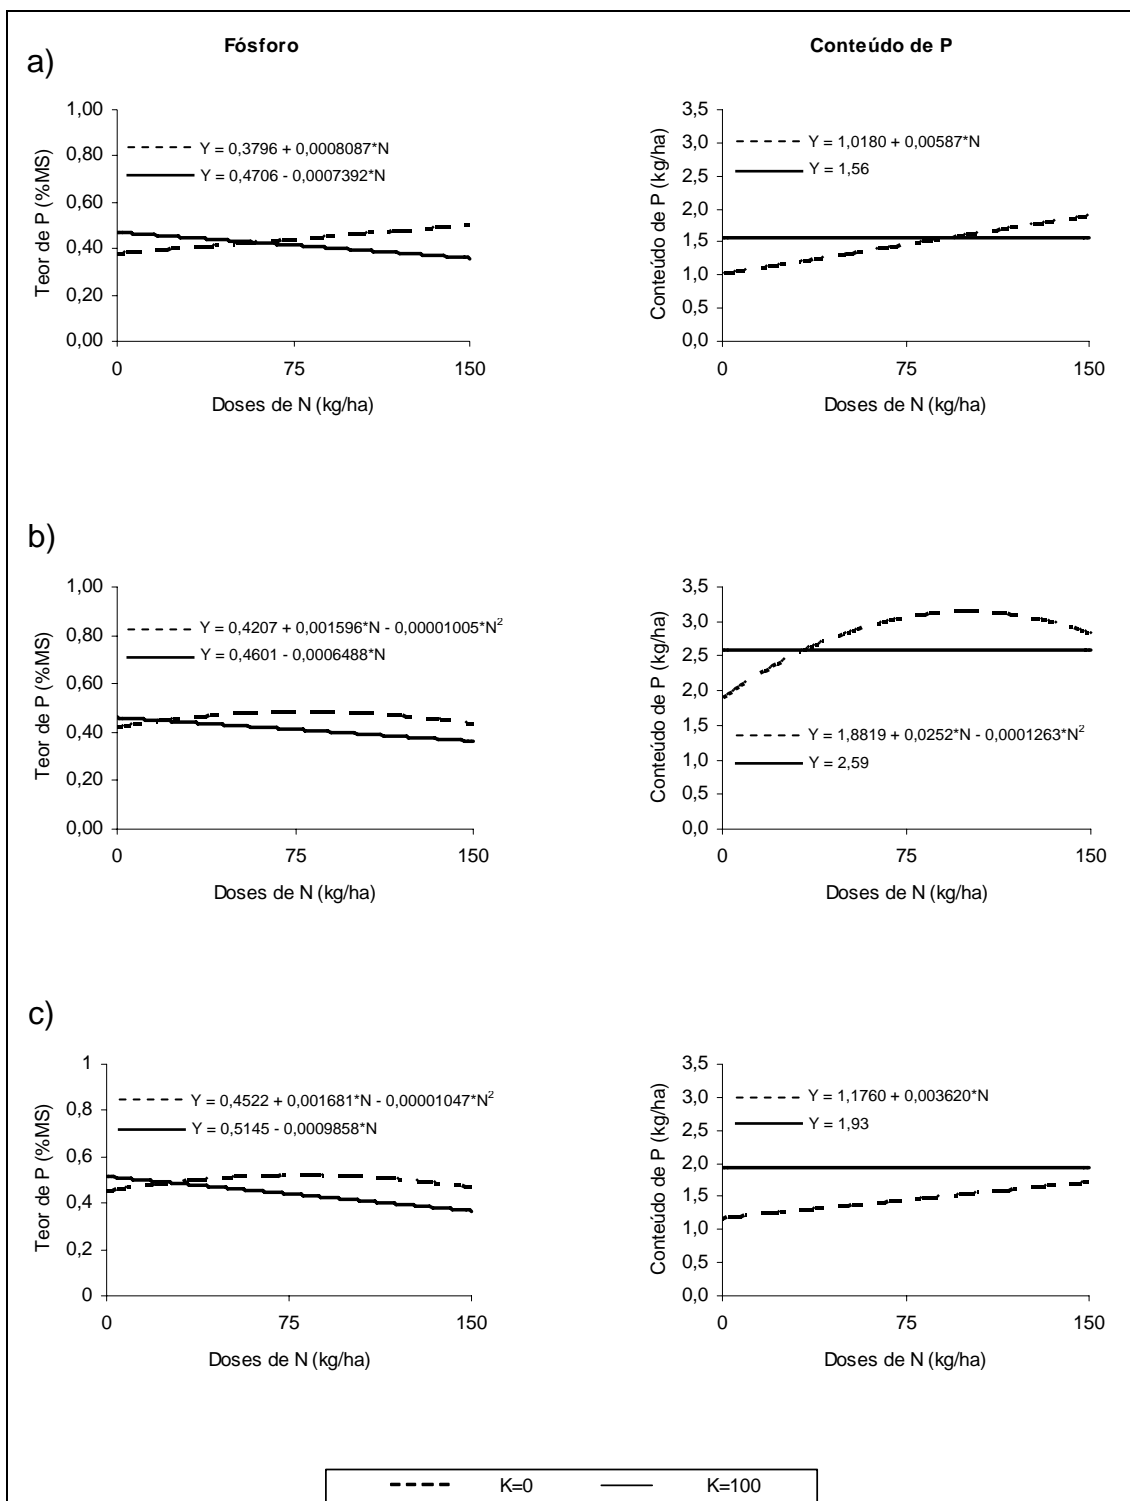 Fósforo
Conteúdo de P
a)
1,00
0,80
0,60
0,40
0,20
0,00
Teor de P (%MS)
Y = 0,3796 + 0,0008087*N
Y = 0,4706 - 0,0007392*N
0 75 150
Doses de N (kg/ha)
3,5
3,0
2,5
2,0
1,5
1,0
0,5
0,0
Conteúdo de P (kg/ha)
Y = 1,0180 + 0,00587*N
Y = 1,56
0 75 150
Doses de N (kg/ha)
b)
1,00
0,80
0,60
0,40
0,20
0,00
Teor de P (%MS)
Y = 0,4207 + 0,001596*N - 0,00001005*N²
Y = 0,4601 - 0,0006488*N
0 75 150
Doses de N (kg/ha)
3,5
3,0
2,5
2,0
1,5
1,0
0,5
0,0
Conteúdo de P (kg/ha)
Y = 1,8819 + 0,0252*N - 0,0001263*N²
Y = 2,59
0 75 150
Doses de N (kg/ha)
c)
1
0,8
0,6
0,4
0,2
0
Teor de P (%MS)
Y = 0,4522 + 0,001681*N - 0,00001047*N²
Y = 0,5145 - 0,0009858*N
0 75 150
Doses de N (kg/ha)
3,5
3,0
2,5
2,0
1,5
1,0
0,5
0,0
Conteúdo de P (kg/ha)
Y = 1,1760 + 0,003620*N
Y = 1,93
0 75 150
Doses de N (kg/ha)
K=0 K=100